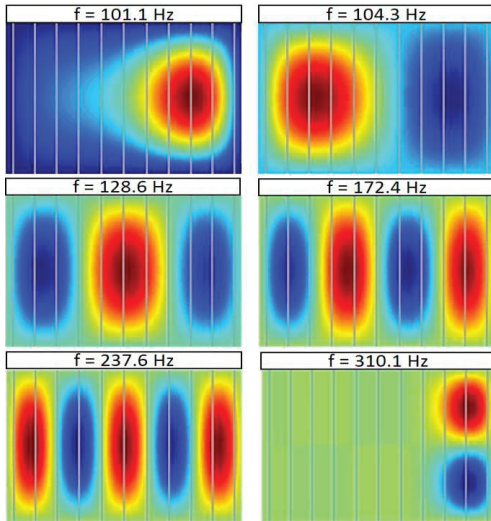 f = 101.1 Hz
f = 104.3 Hz
f = 128.6 Hz
f = 172.4 Hz
f = 237.6 Hz
f = 310.1 Hz